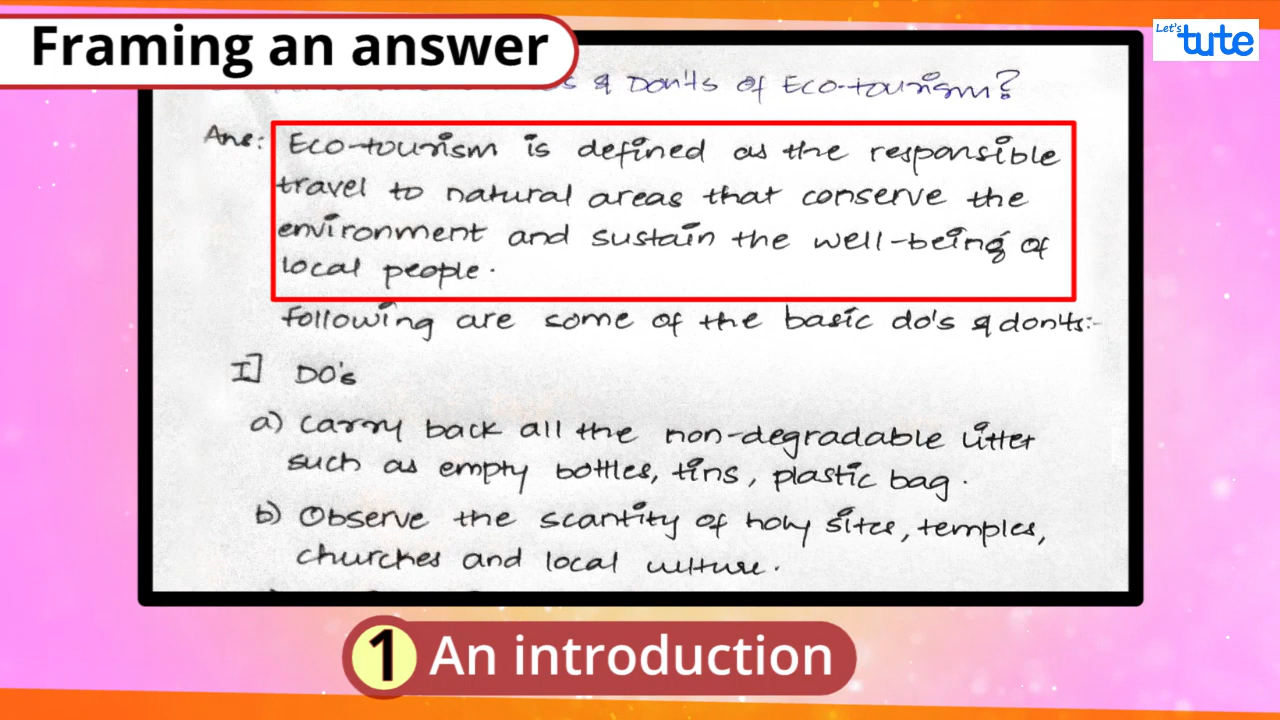 Framing an answer
Let's tute
& Don'ts of Eco-tourism?
Ans: Eco-tourism is defined as the responsible
travel to natural areas that conserve the
environment and sustain the well-being of
local people.
following are some of the basic do's & don'ts:-
I] DO's
a) Carry back all the non-degradable litter
such as empty bottles, tins, plastic bag.
b) Observe the scantity of holy sites, temples,
churches and local culture.
1 An introduction